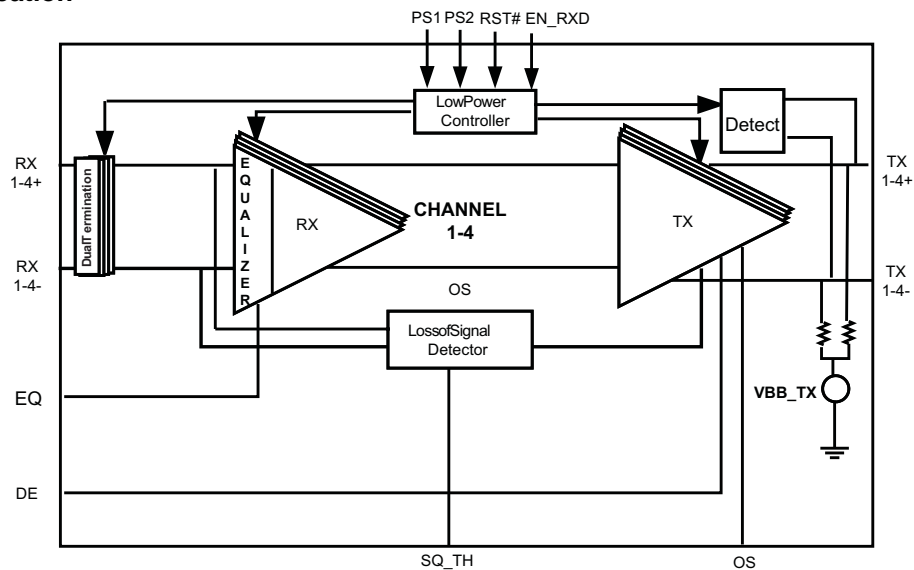 PS1 PS2 RST# EN_RXD
LowPower
Controller
Detect
RX
1-4+
TX
1-4+
DualTermination
EQUALIZER
RX
CHANNEL
1-4
TX
RX
1-4-
TX
1-4-
OS
LossofSignal
Detector
VBB_TX
EQ
DE
SQ_TH
OS